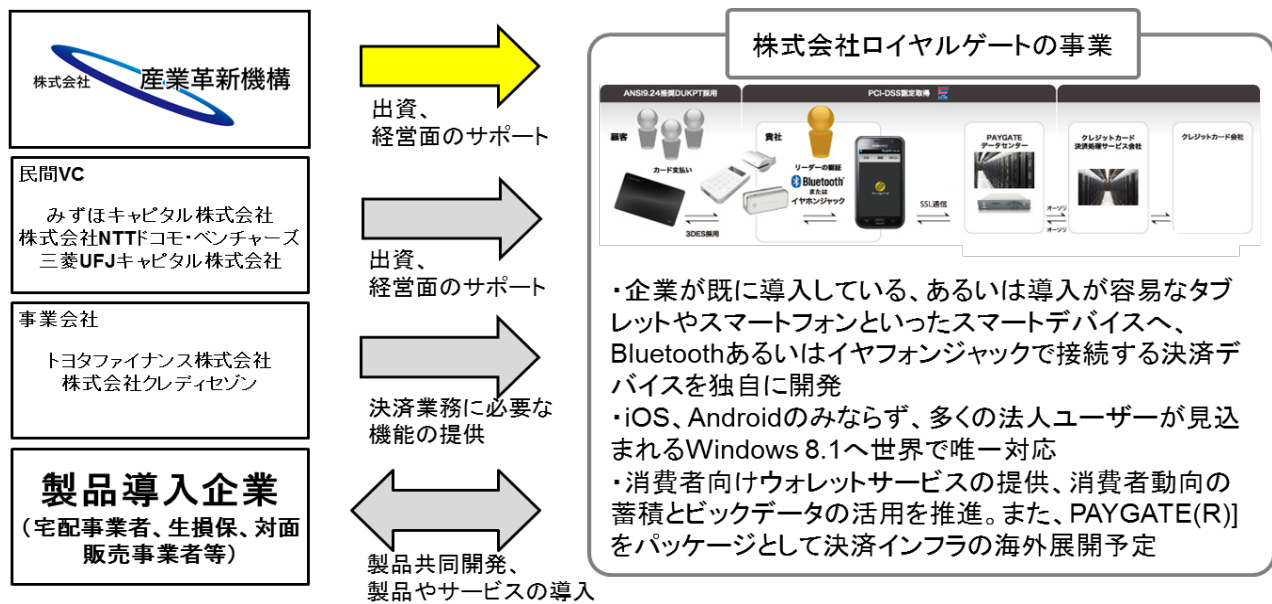 株式会社 産業革新機構
出資、
経営面のサポート
民間VC
みずほキャピタル株式会社
株式会社NTTドコモ・ベンチャーズ
三菱UFJキャピタル株式会社
出資、
経営面のサポート
事業会社
トヨタファイナンス株式会社
株式会社クレディセゾン
決済業務に必要な
機能の提供
製品導入企業
（宅配事業者、生損保、対面
販売事業者等）
製品共同開発、
製品やサービスの導入
株式会社ロイヤルゲートの事業
ANSI9.24準拠DUKPT採用
PCI-DSS認定取得
顧客
カード支払い
3DES採用
貴社
リーダーの認証
Bluetooth
または
イヤホンジャック
SSL通信
PAYGATE
データセンター
オーソリ
オーソリ
クレジットカード
決済処理サービス会社
クレジットカード会社
・企業が既に導入している、あるいは導入が容易なタブ
レットやスマートフォンといったスマートデバイスへ、
Bluetoothあるいはイヤフォンジャックで接続する決済デ
バイスを独自に開発
・iOS、Androidのみならず、多くの法人ユーザーが見込
まれるWindows 8.1へ世界で唯一対応
・消費者向けウォレットサービスの提供、消費者動向の
蓄積とビックデータの活用を推進。また、PAYGATE(R)]
をパッケージとして決済インフラの海外展開予定